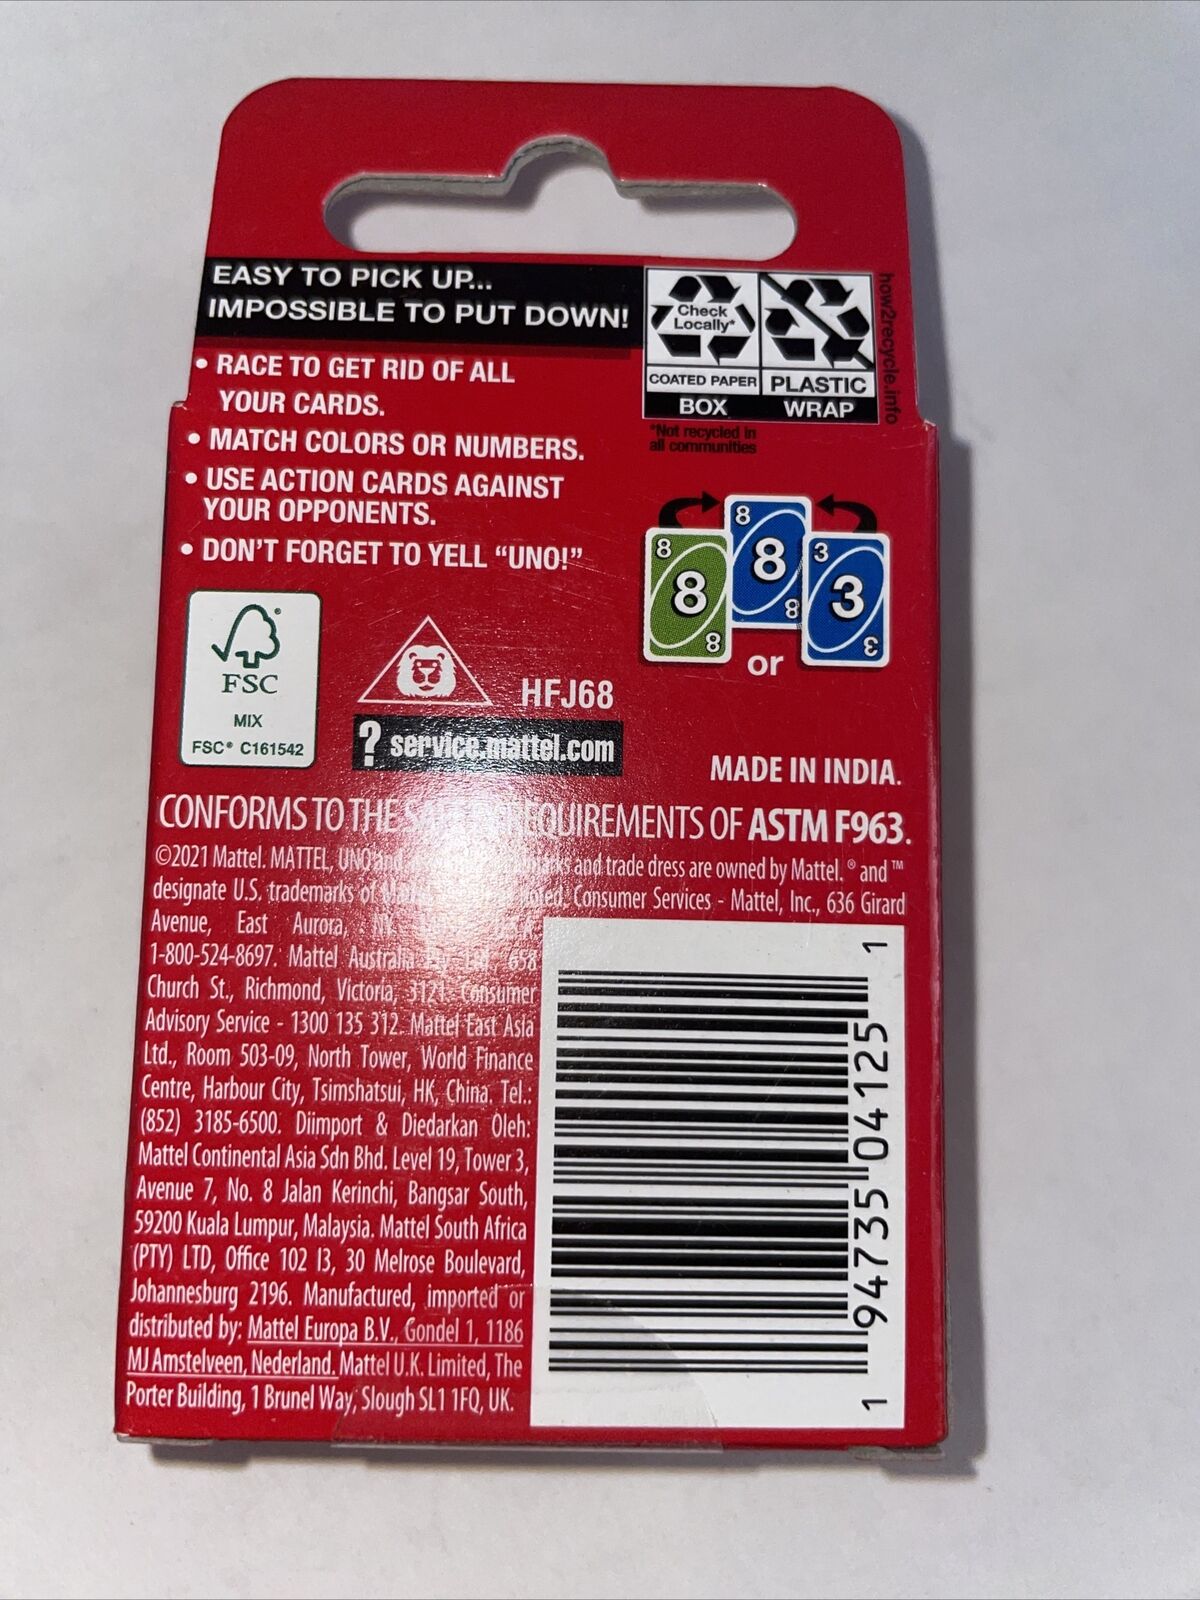 EASY TO PICK UP...
IMPOSSIBLE TO PUT DOWN!
• RACE TO GET RID OF ALL
YOUR CARDS.
• MATCH COLORS OR NUMBERS.
• USE ACTION CARDS AGAINST
YOUR OPPONENTS.
• DON'T FORGET TO YELL “UNO!”
Check
Locally*
COATED PAPER
BOX
PLASTIC
WRAP
how2recycle.info
*Not recycled in
all communities
8
8
8
8
8
8
3
3
3
or
FSC
MIX
FSC® C161542
HFJ68
? service.mattel.com
MADE IN INDIA.
CONFORMS TO THE REQUIREMENTS OF ASTM F963.
©2021 Mattel. MATTEL, UNO and and trade dress are owned by Mattel. ® and ™
designate U.S. trademarks of Consumer Services - Mattel, Inc., 636 Girard
Avenue, East Aurora, NY
1-800-524-8697. Mattel Australia 658
Church St., Richmond, Victoria, 3121. Consumer
Advisory Service - 1300 135 312. Mattel East Asia
Ltd., Room 503-09, North Tower, World Finance
Centre, Harbour City, Tsimshatsui, HK, China. Tel.:
(852) 3185-6500. Diimport & Diedarkan Oleh:
Mattel Continental Asia Sdn Bhd. Level 19, Tower 3,
Avenue 7, No. 8 Jalan Kerinchi, Bangsar South,
59200 Kuala Lumpur, Malaysia. Mattel South Africa
(PTY) LTD, Office 102 I3, 30 Melrose Boulevard,
Johannesburg 2196. Manufactured, imported or
distributed by: Mattel Europa B.V., Gondel 1, 1186
MJ Amstelveen, Nederland. Mattel U.K. Limited, The
Porter Building, 1 Brunel Way, Slough SL1 1FQ, UK.
1 94735 04125 1